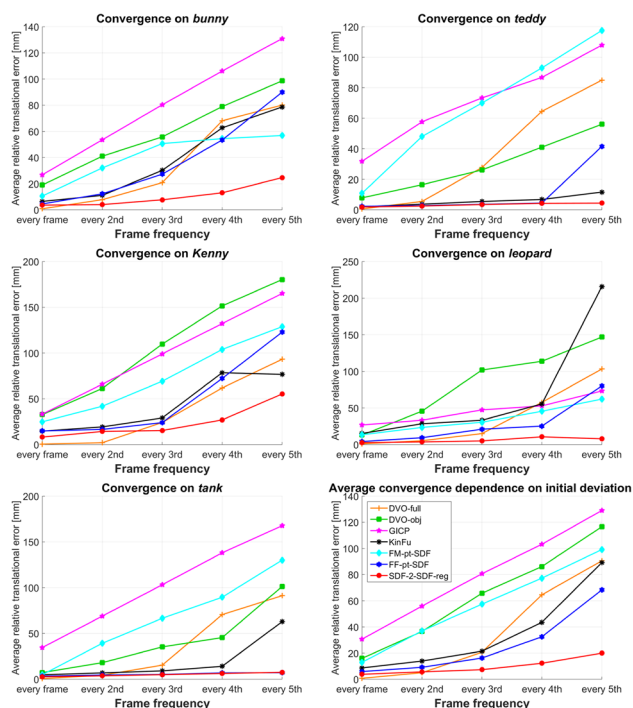 Convergence on bunny
Average relative translational error [mm]
140
120
100
80
60
40
20
0
every frame every 2nd every 3rd every 4th every 5th
Frame frequency
Convergence on teddy
Average relative translational error [mm]
120
100
80
60
40
20
0
every frame every 2nd every 3rd every 4th every 5th
Frame frequency
Convergence on Kenny
Average relative translational error [mm]
200
150
100
50
0
every frame every 2nd every 3rd every 4th every 5th
Frame frequency
Convergence on leopard
Average relative translational error [mm]
250
200
150
100
50
0
every frame every 2nd every 3rd every 4th every 5th
Frame frequency
Convergence on tank
Average relative translational error [mm]
200
150
100
50
0
every frame every 2nd every 3rd every 4th every 5th
Frame frequency
Average convergence dependence on initial deviation
Average relative translational error [mm]
140
120
100
80
60
40
20
0
DVO-full
DVO-obj
GICP
KinFu
FM-pt-SDF
FF-pt-SDF
SDF-2-SDF-reg
every frame every 2nd every 3rd every 4th every 5th
Frame frequency